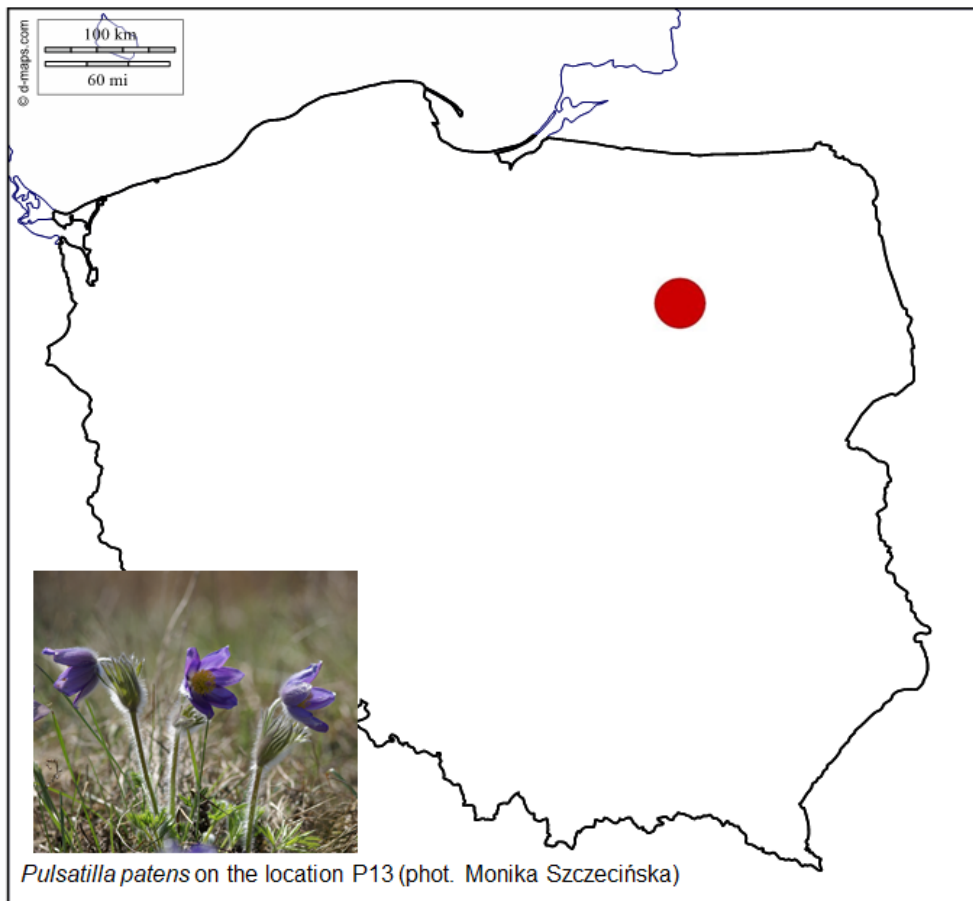 © d-maps.com
100 km
60 mi
Pulsatilla patens on the location P13 (phot. Monika Szczecińska)